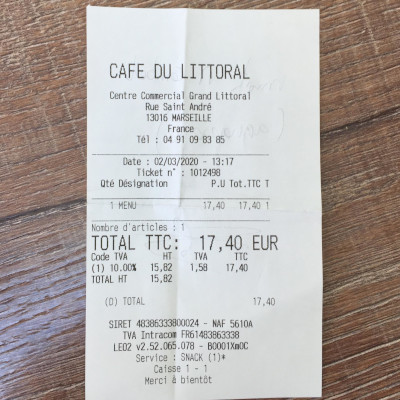 CAFE DU LITTORAL
Centre Commercial Grand Littoral
Rue Saint André
13016 MARSEILLE
France
Tél : 04 91 09 83 85
Date : 02/03/2020 - 13:17
Ticket n° : 1012498
Qté Désignation P.U Tot.TTC T
1 MENU 17,40 17,40 1
Nombre d'articles : 1
TOTAL TTC: 17,40 EUR
Code TVA HT TVA TTC
(1) 10.00% 15,82 1,58 17,40
TOTAL HT 15,82
(D) TOTAL 17,40
SIRET 48386333800024 - NAF 5610A
TVA Intracom FR61483863338
LEO2 v2.52.065.078 - B0001Xm0C
Service : SNACK (1)*
Caisse 1 - 1
Merci à bientôt